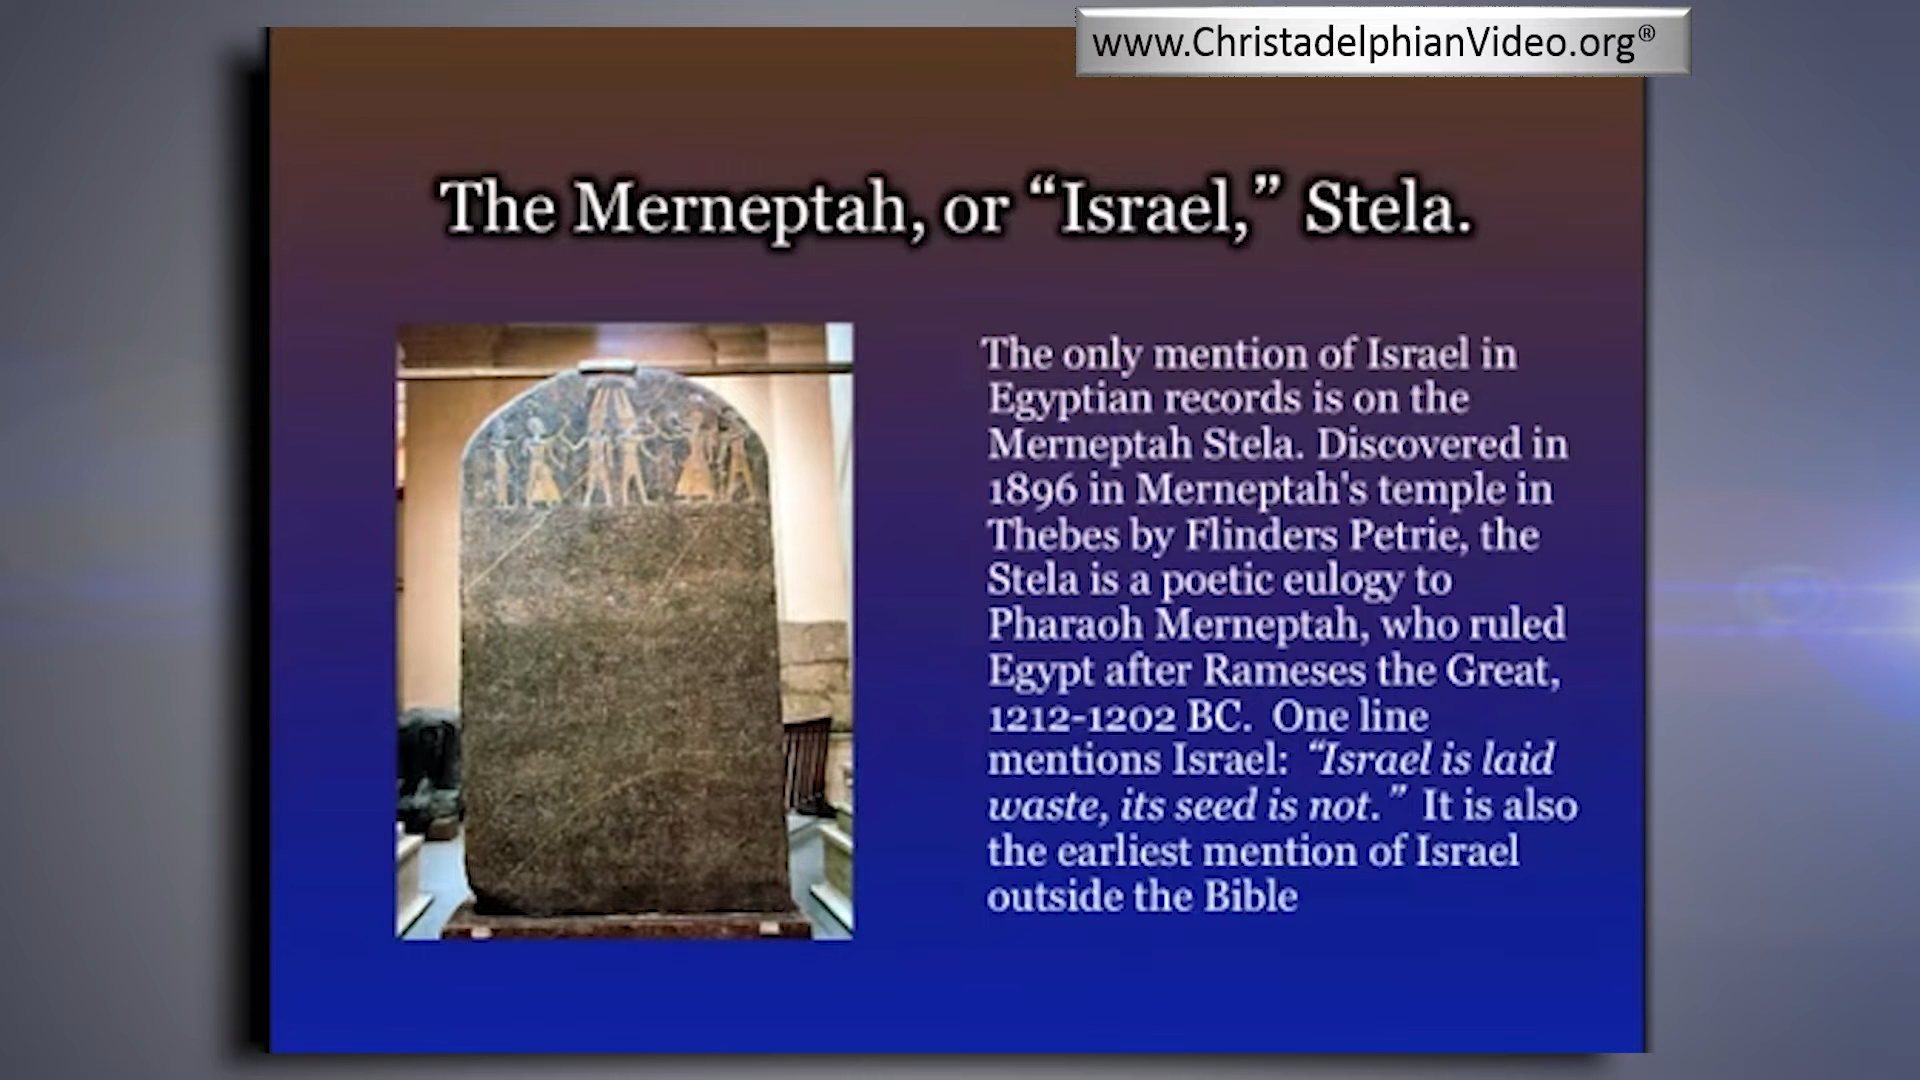 www.ChristadelphianVideo.org®
The Merneptah, or “Israel,” Stela.
The only mention of Israel in
Egyptian records is on the
Merneptah Stela. Discovered in
1896 in Merneptah's temple in
Thebes by Flinders Petrie, the
Stela is a poetic eulogy to
Pharaoh Merneptah, who ruled
Egypt after Rameses the Great,
1212-1202 BC. One line
mentions Israel: “Israel is laid
waste, its seed is not.” It is also
the earliest mention of Israel
outside the Bible